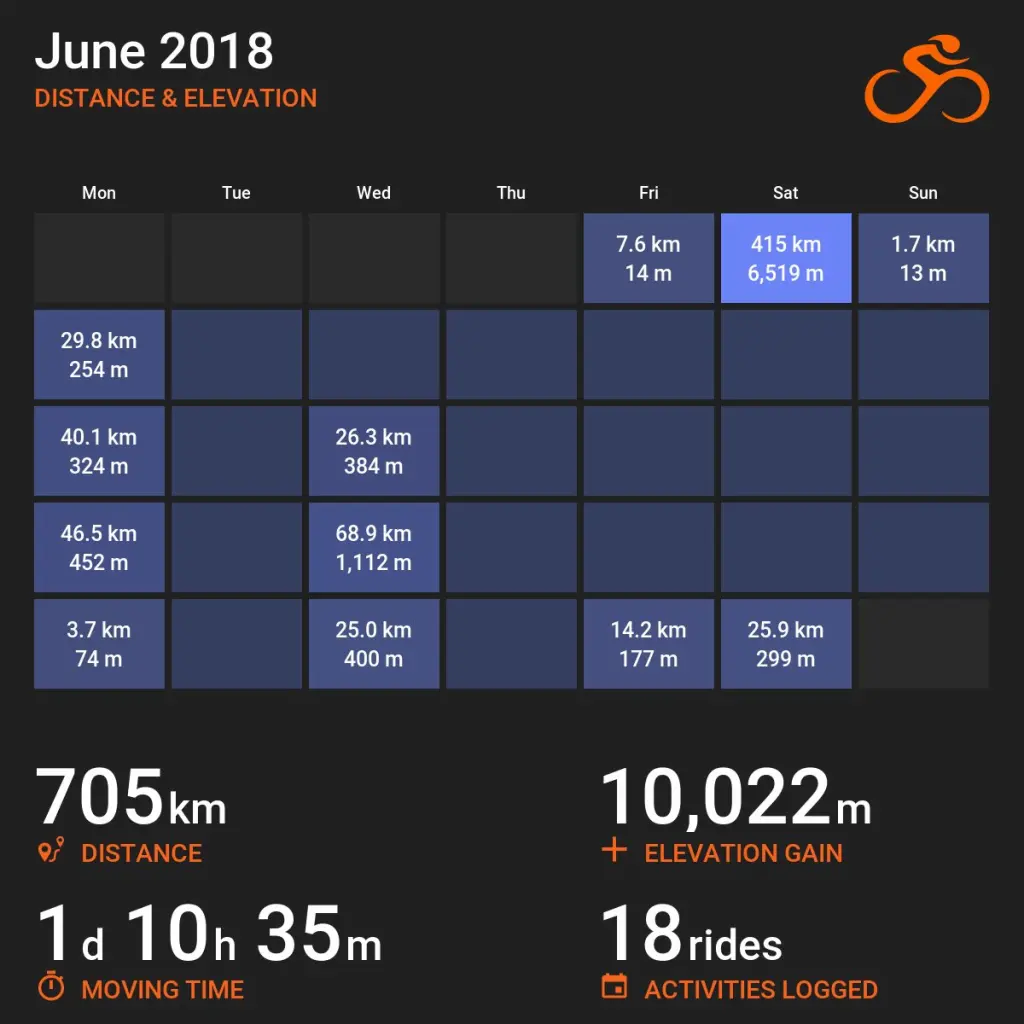 June 2018
DISTANCE & ELEVATION
Mon Tue Wed Thu Fri Sat Sun
7.6 km 415 km 1.7 km
14 m 6,519 m 13 m
29.8 km
254 m
40.1 km 26.3 km
324 m 384 m
46.5 km 68.9 km
452 m 1,112 m
3.7 km 25.0 km 14.2 km 25.9 km
74 m 400 m 177 m 299 m
705km 10,022m
DISTANCE ELEVATION GAIN
1d 10h 35m 18rides
MOVING TIME ACTIVITIES LOGGED